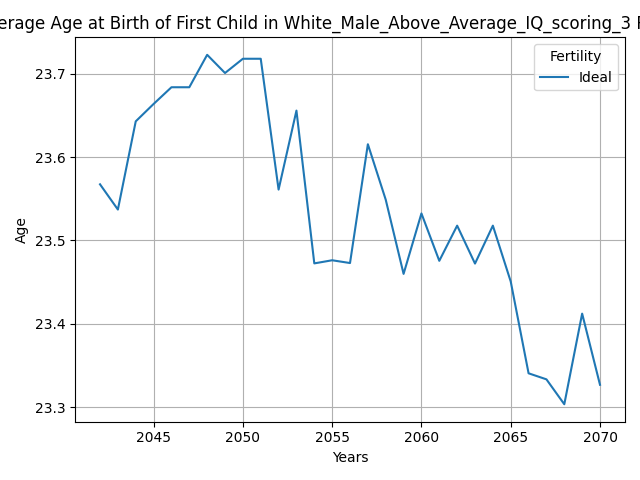 Age at Birth of First Child in White_Male_Above_Average_IQ_scoring_3
Fertility
Ideal
23.7
23.6
23.5
23.4
23.3
Age
2045 2050 2055 2060 2065 2070
Years